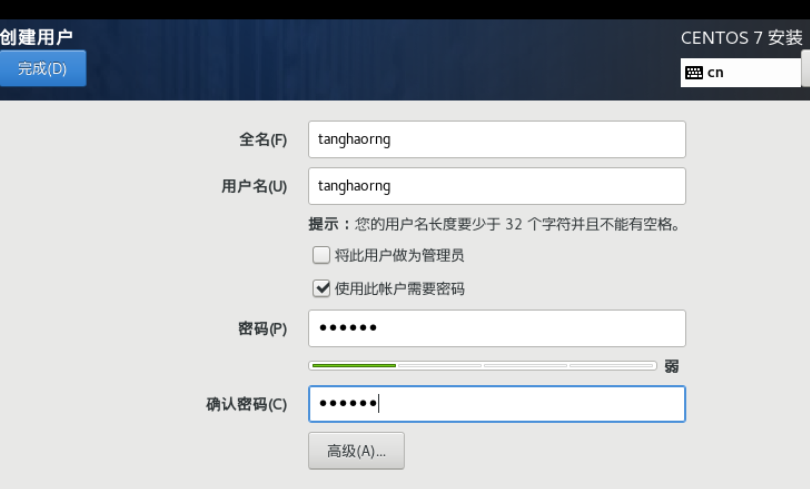 创建用户
CENTOS 7 安装
完成(D)
cn
全名(F)
tanghaorng
用户名(U)
tanghaorng
提示：您的用户名长度要少于 32 个字符并且不能有空格。
将此用户做为管理员
使用此帐户需要密码
密码(P)
●●●●●●
弱
确认密码(C)
●●●●●●
高级(A)...